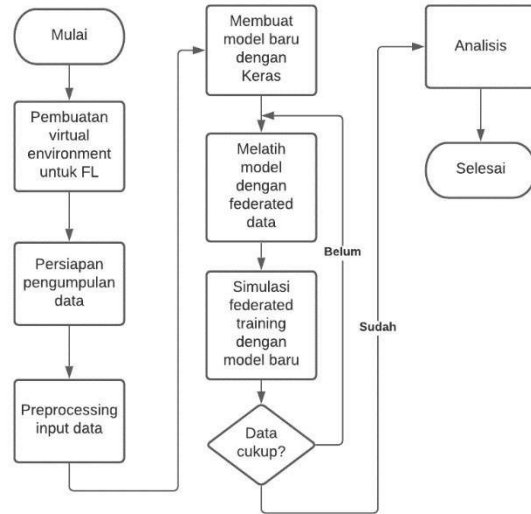 Mulai
Pembuatan
virtual
environment
untuk FL
Persiapan
pengumpulan
data
Preprocessing
input data
Membuat
model baru
dengan
Keras
Melatih
model
dengan
federated
data
Simulasi
federated
training
dengan
model baru
Data
cukup?
Belum
Sudah
Analisis
Selesai